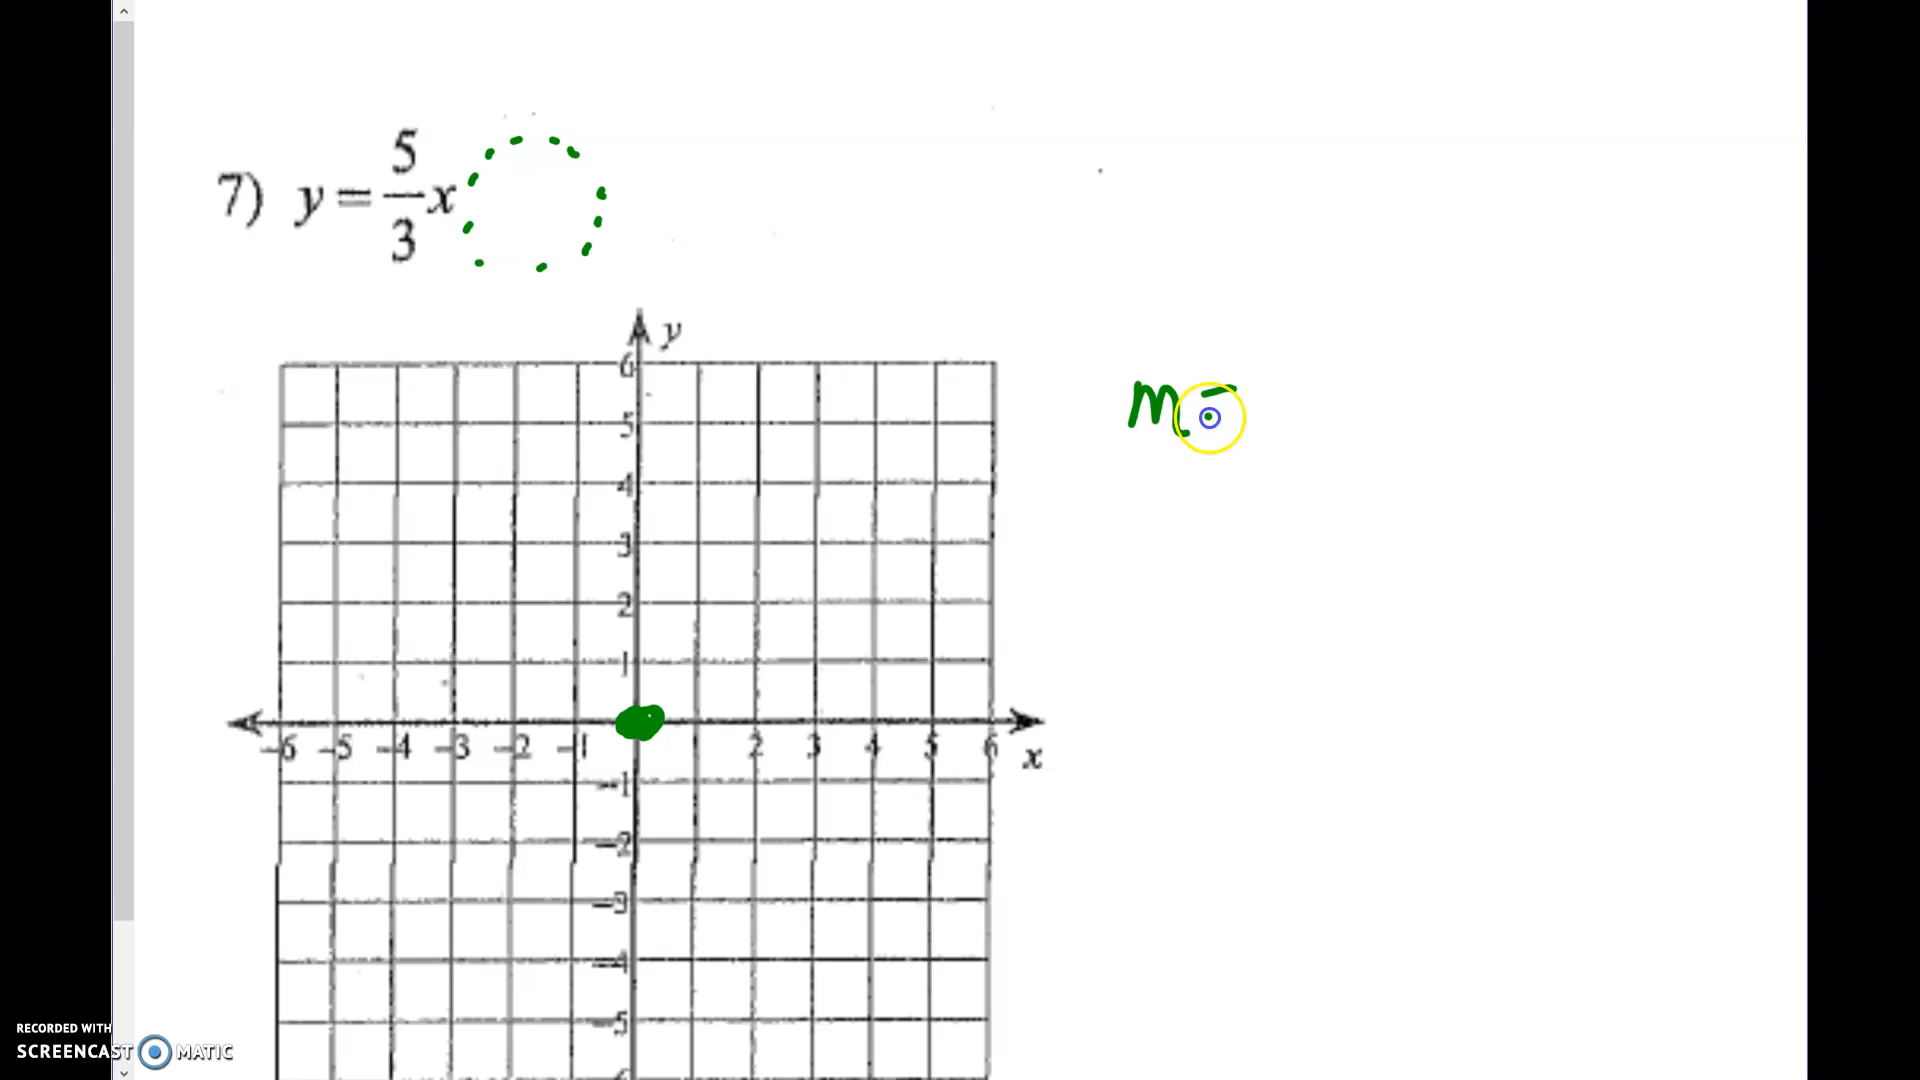 7) y = 5/3 x
y
6
5
4
3
2
1
-6 -5 -4 -3 -2 -1 2 3 4 5 6
x
-1
-2
-3
-4
-5
m =
RECORDED WITH
SCREENCAST MATIC